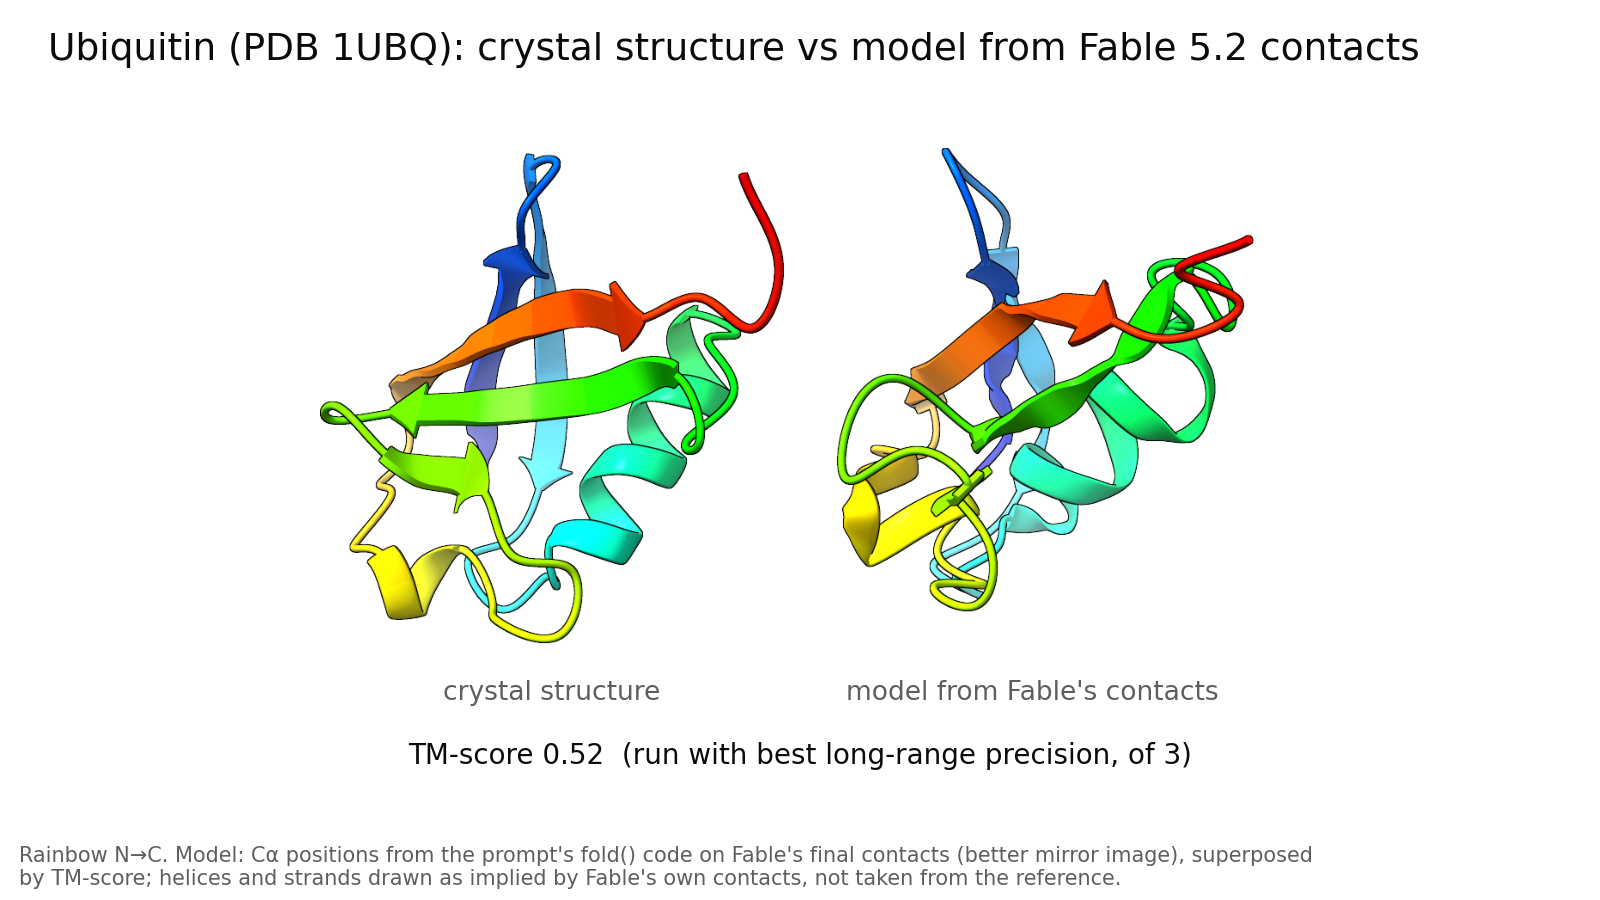 Ubiquitin (PDB 1UBQ): crystal structure vs model from Fable 5.2 contacts
crystal structure
model from Fable's contacts
TM-score 0.52  (run with best long-range precision, of 3)
Rainbow N→C. Model: Cα positions from the prompt's fold() code on Fable's final contacts (better mirror image), superposed
by TM-score; helices and strands drawn as implied by Fable's own contacts, not taken from the reference.